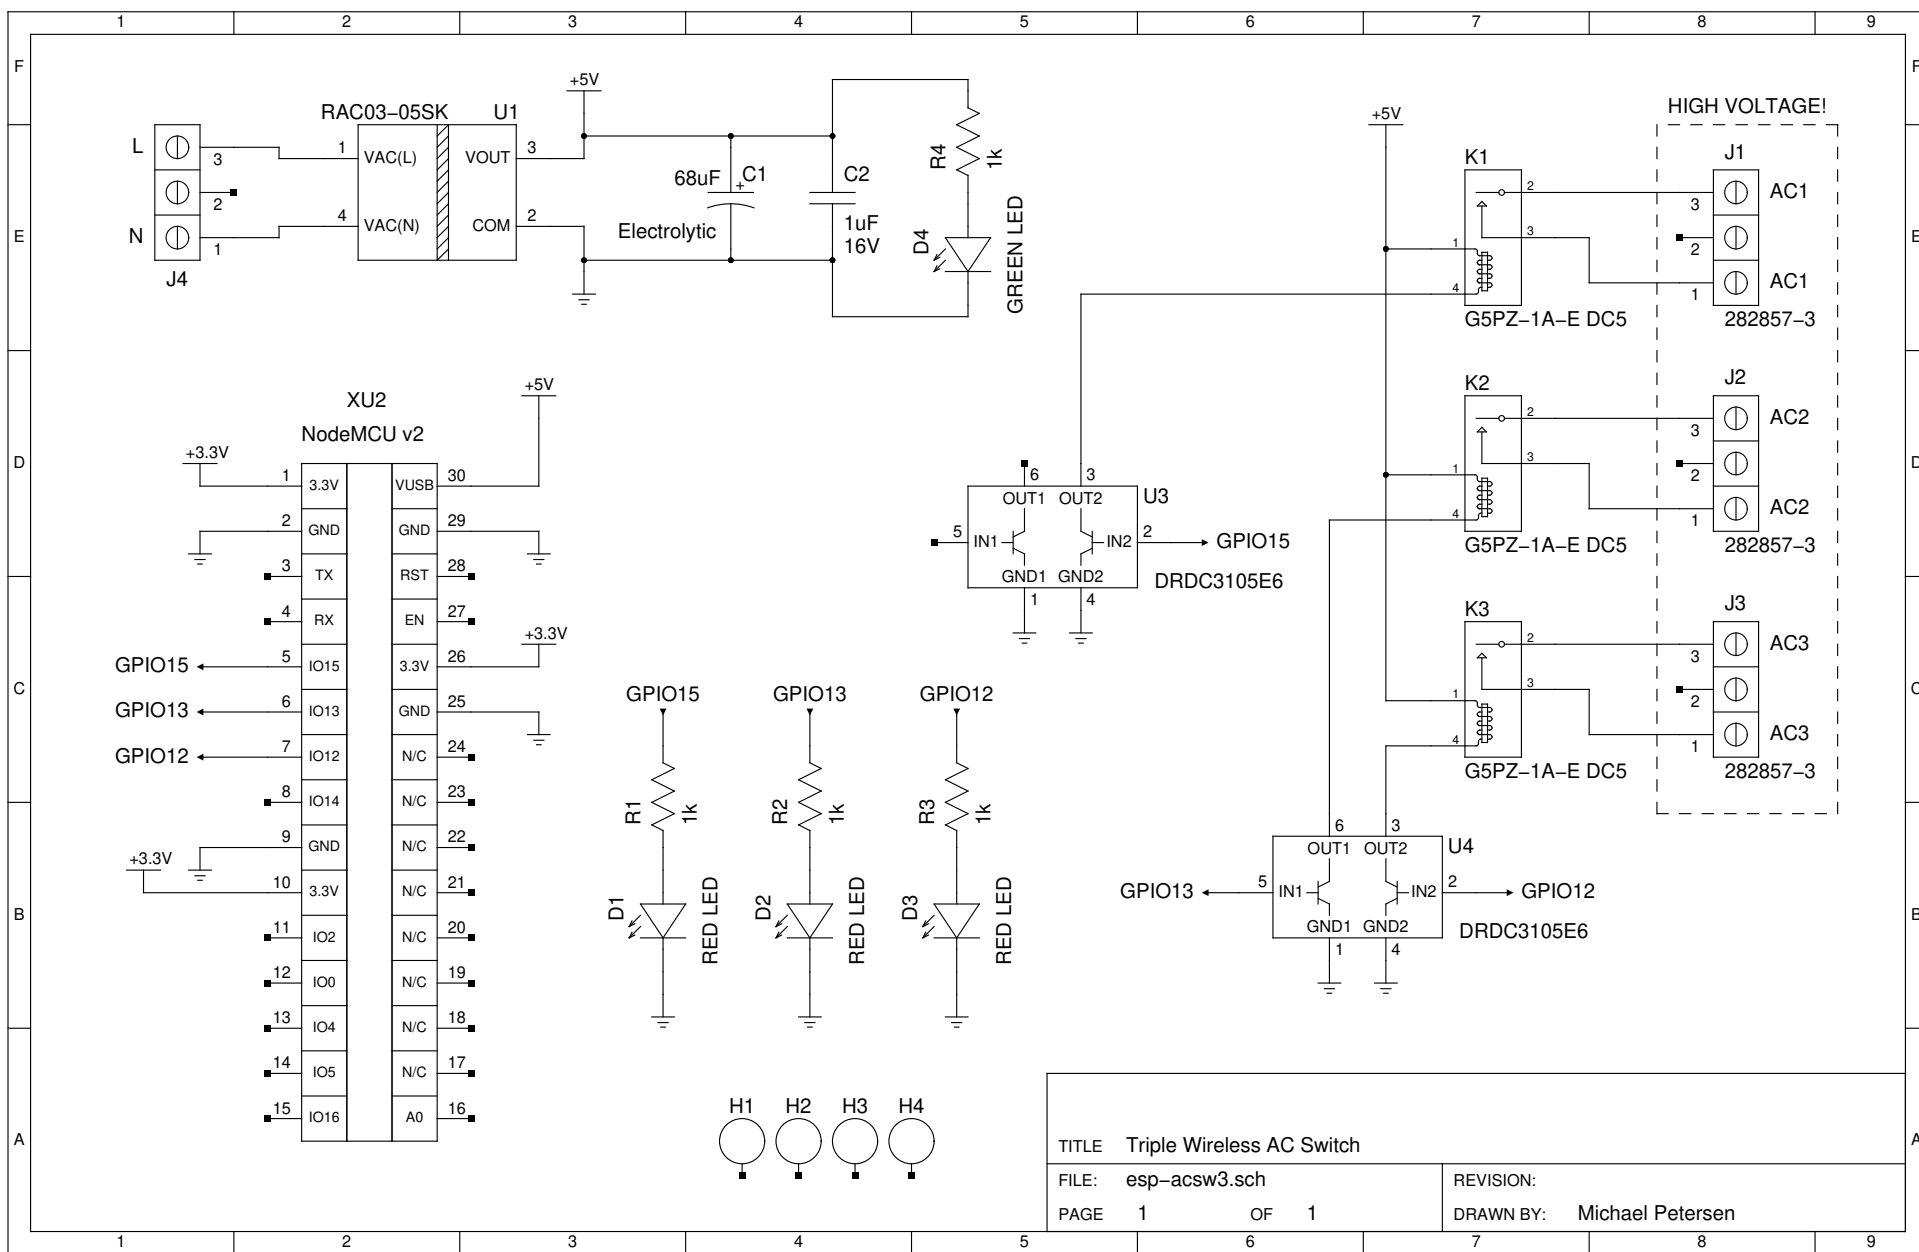 1 2 3 4 5 6 7 8 9
F
F
E
E
D
D
C
C
B
B
A
A
+5V
RAC03-05SK U1
L
3
1 VAC(L)
VOUT 3
2
4 VAC(N)
COM 2
N
1
J4
68uF + C1
Electrolytic
C2
1uF
16V
R4
1k
D4
GREEN LED
+5V
HIGH VOLTAGE!
K1
2
3
1
4
G5PZ-1A-E DC5
J1
3 AC1
2
1 AC1
282857-3
K2
2
3
1
4
G5PZ-1A-E DC5
J2
3 AC2
2
1 AC2
282857-3
K3
2
3
1
4
G5PZ-1A-E DC5
J3
3 AC3
2
1 AC3
282857-3
XU2
NodeMCU v2
+5V
+3.3V
1 3.3V VUSB 30
2 GND GND 29
3 TX RST 28
4 RX EN 27
+3.3V
GPIO15 5 IO15 3.3V 26
GPIO13 6 IO13 GND 25
GPIO12 7 IO12 N/C 24
8 IO14 N/C 23
9 GND N/C 22
+3.3V
10 3.3V N/C 21
11 IO2 N/C 20
12 IO0 N/C 19
13 IO4 N/C 18
14 IO5 N/C 17
15 IO16 A0 16
6 3
OUT1 OUT2 U3
5 IN1 IN2 2 GPIO15
GND1 GND2
DRDC3105E6
1 4
GPIO15 GPIO13 GPIO12
R1
1k
R2
1k
R3
1k
D1
RED LED
D2
RED LED
D3
RED LED
6 3
OUT1 OUT2 U4
GPIO13 5 IN1 IN2 2 GPIO12
GND1 GND2
DRDC3105E6
1 4
H1 H2 H3 H4
TITLE Triple Wireless AC Switch
FILE: esp-acsw3.sch
REVISION:
PAGE 1 OF 1
DRAWN BY: Michael Petersen
1 2 3 4 5 6 7 8 9